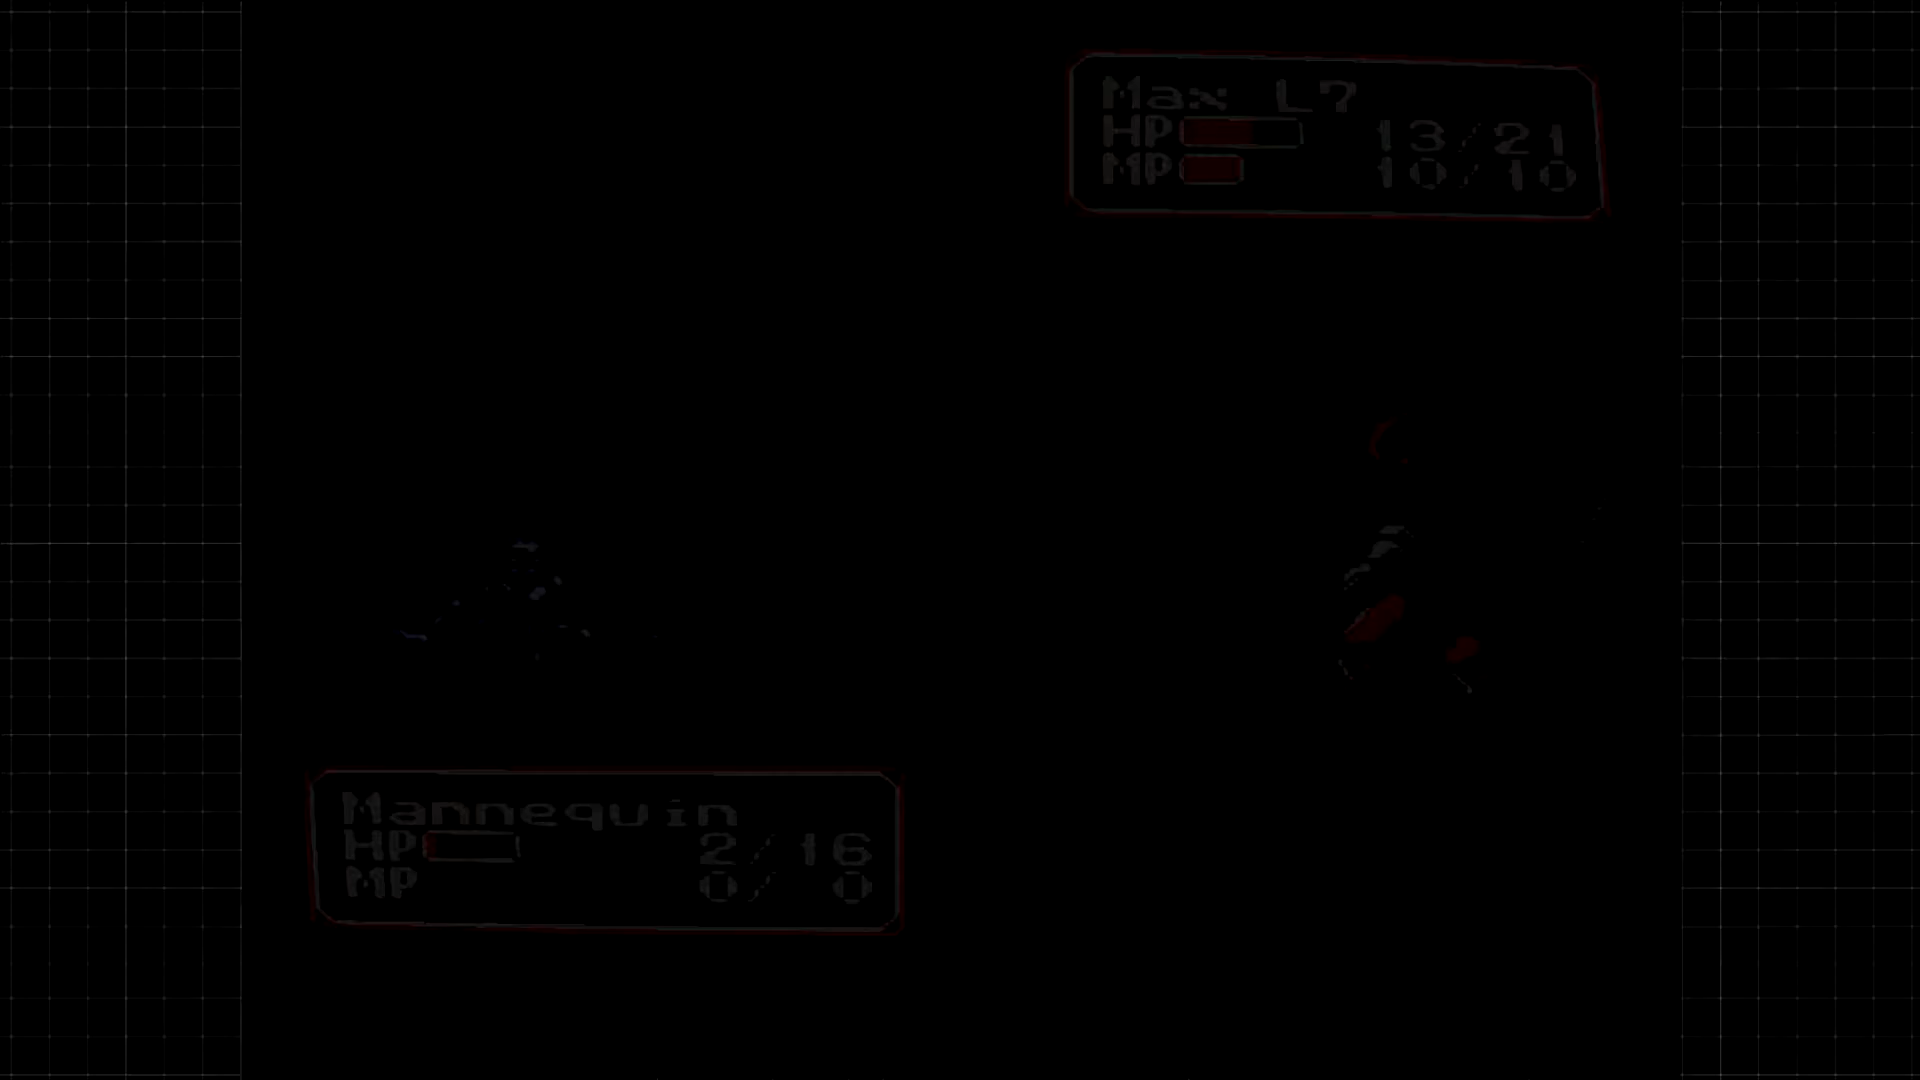 Max L7
HP 13/21
MP 10/10
Mannequin
HP 2/16
MP 0/ 0